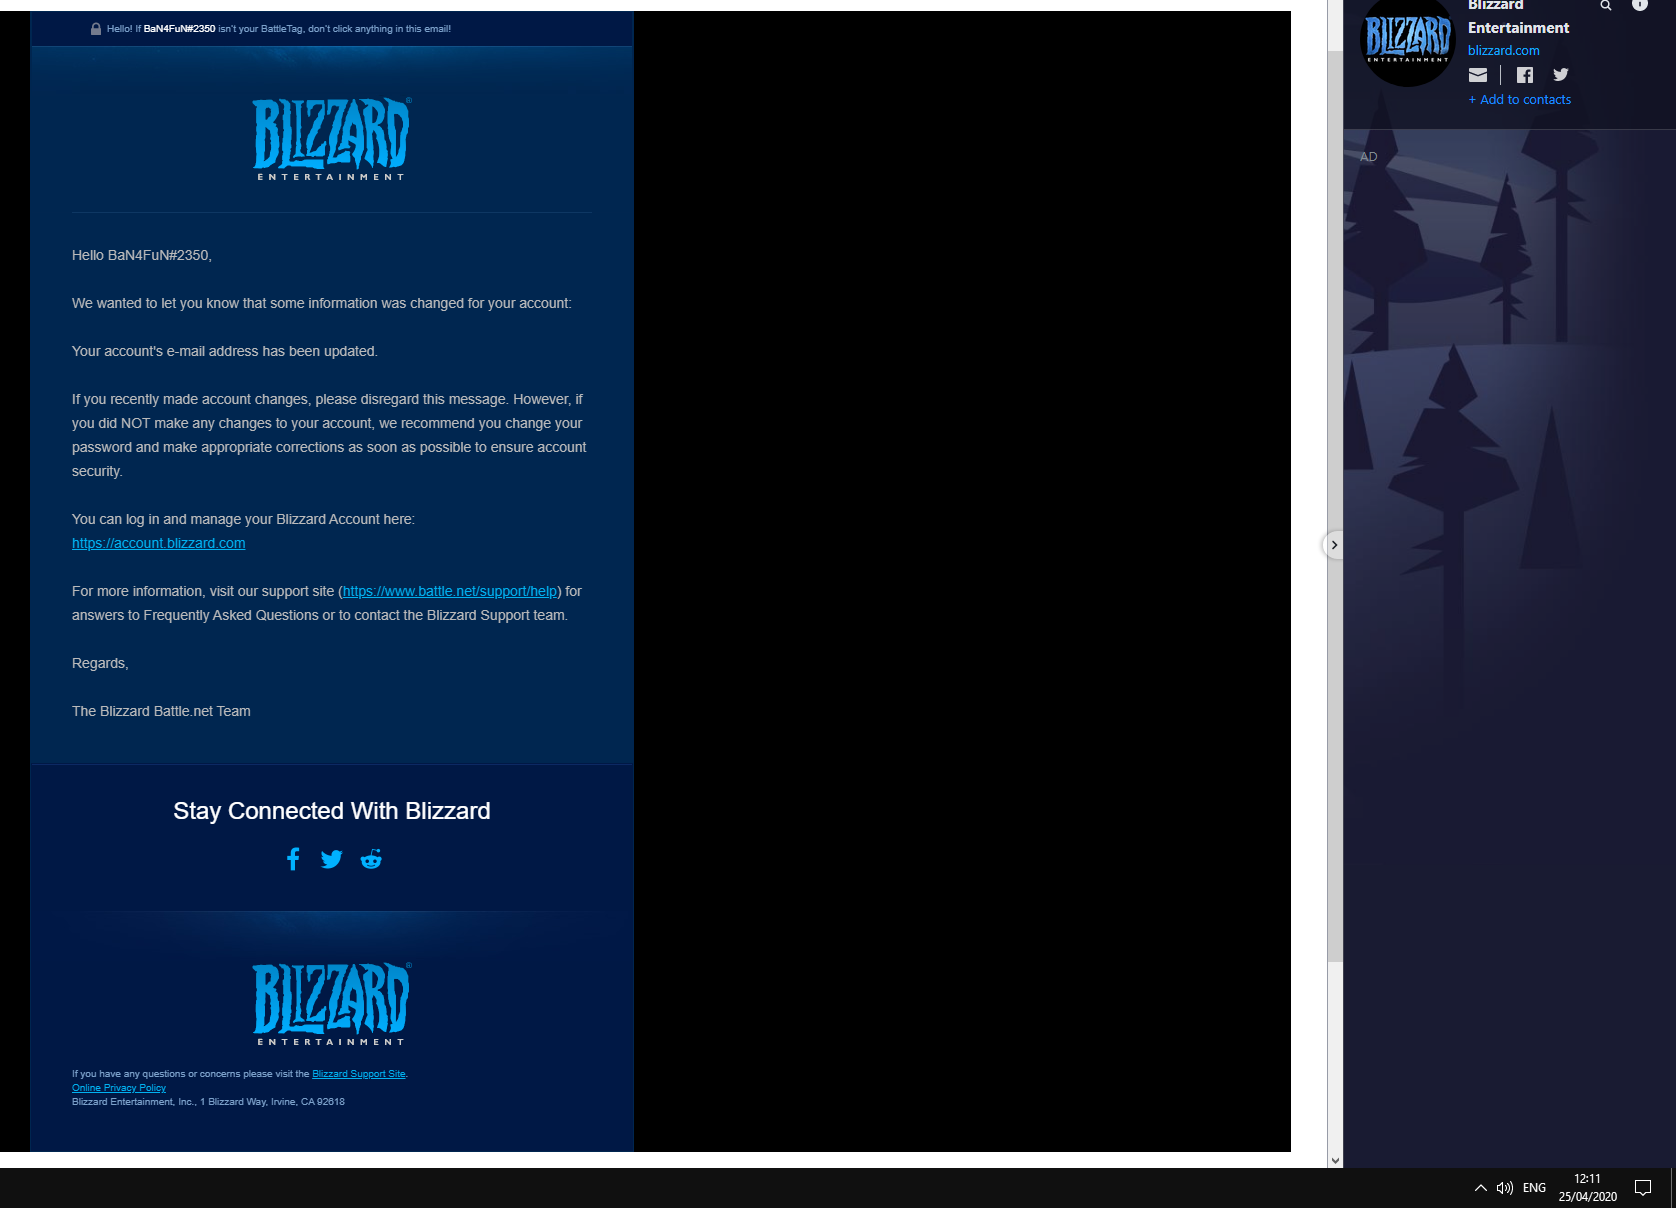 Hello! If BaN4FuN#2350 isn't your BattleTag, don't click anything in this email!
BLIZZARD®
ENTERTAINMENT
Hello BaN4FuN#2350,
We wanted to let you know that some information was changed for your account:
Your account's e-mail address has been updated.
If you recently made account changes, please disregard this message. However, if
you did NOT make any changes to your account, we recommend you change your
password and make appropriate corrections as soon as possible to ensure account
security.
You can log in and manage your Blizzard Account here:
https://account.blizzard.com
For more information, visit our support site (https://www.battle.net/support/help) for
answers to Frequently Asked Questions or to contact the Blizzard Support team.
Regards,
The Blizzard Battle.net Team
Stay Connected With Blizzard
BLIZZARD®
ENTERTAINMENT
If you have any questions or concerns please visit the Blizzard Support Site.
Online Privacy Policy
Blizzard Entertainment, Inc., 1 Blizzard Way, Irvine, CA 92618
BLIZZARD
ENTERTAINMENT
Blizzard
Entertainment
blizzard.com
+ Add to contacts
AD
ENG
12:11
25/04/2020